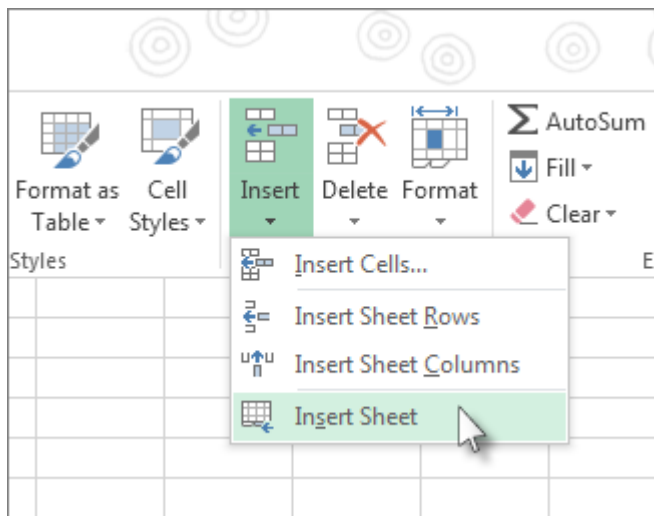 Format as Table
Cell Styles
Insert
Delete
Format
AutoSum
Fill
Clear
Styles
E
Insert Cells...
Insert Sheet Rows
Insert Sheet Columns
Insert Sheet